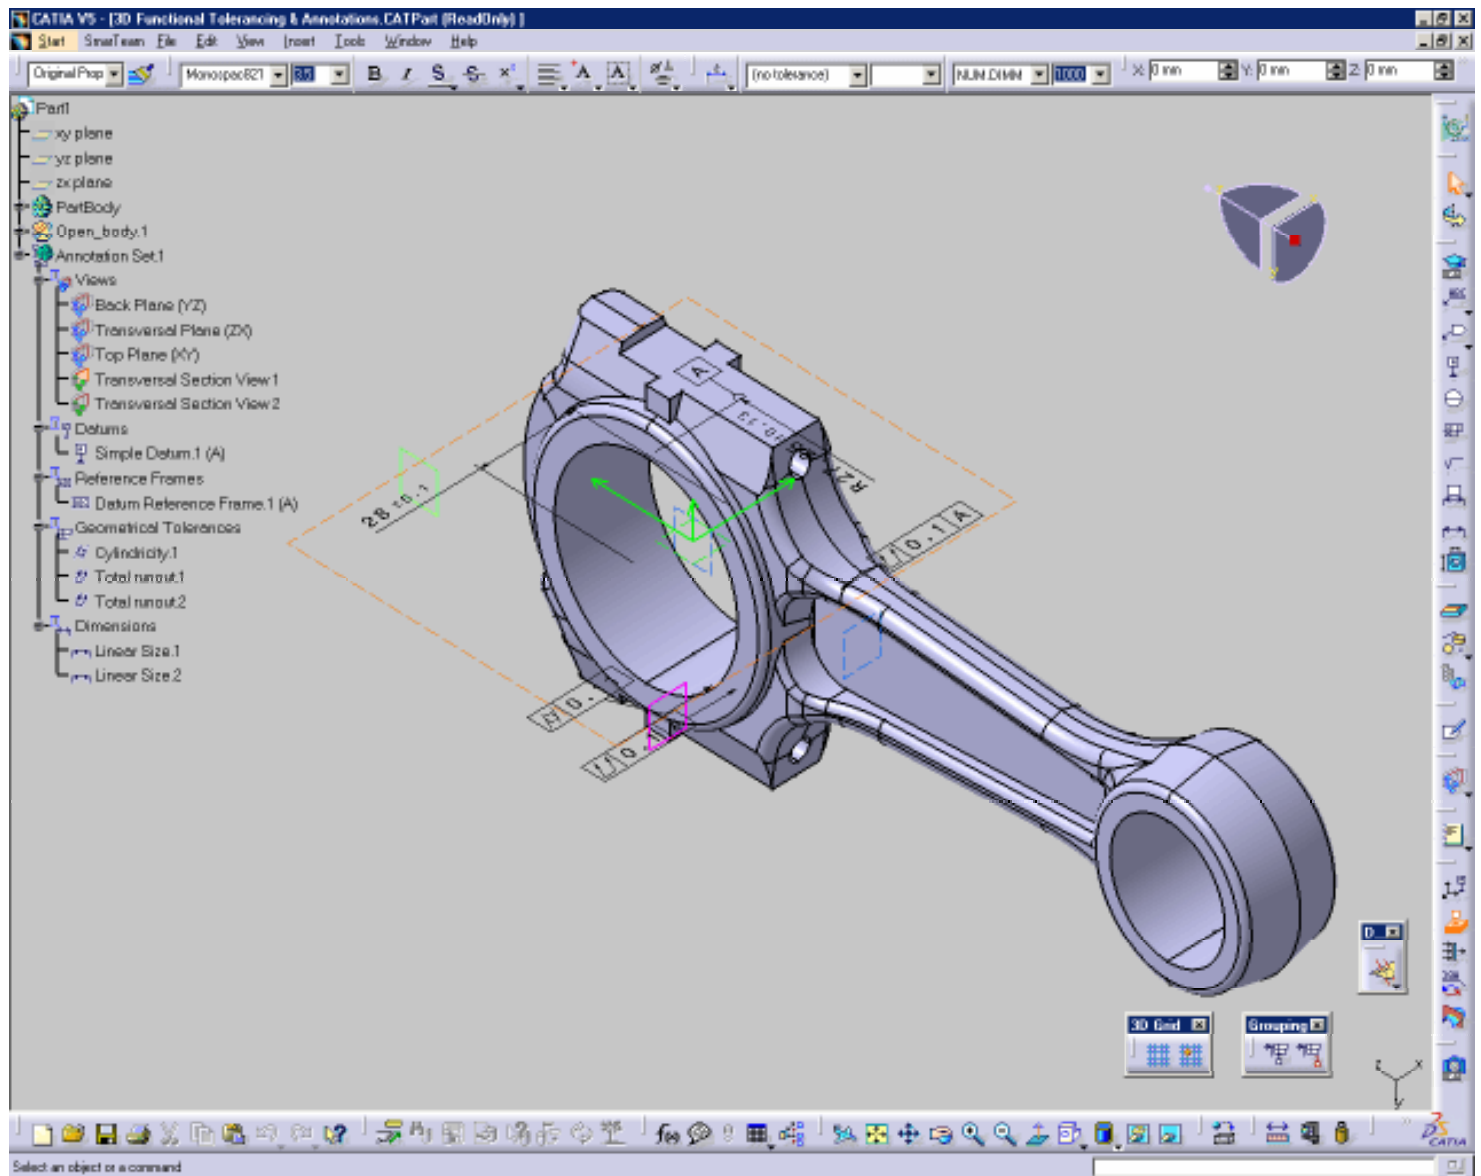 CATIA V5 - [3D Functional Tolerancing & Annotations.CATPart (ReadOnly) ]
Start SmarTeam File Edit View Insert Tools Window Help
Original Prop Monospac821 3.5 B I S S (no tolerance) NUM.DIMM 1000 X: 0 mm Y: 0 mm Z: 0 mm
Part1
xy plane
yz plane
zx plane
PartBody
Open_body.1
Annotation Set.1
Views
Back Plane (YZ)
Transversal Plane (ZX)
Top Plane (XY)
Transversal Section View 1
Transversal Section View 2
Datums
Simple Datum.1 (A)
Reference Frames
Datum Reference Frame.1 (A)
Geometrical Tolerances
Cylindricity.1
Total runout.1
Total runout.2
Dimensions
Linear Size.1
Linear Size.2
A
28 ±0.1
0.1 A
D...
3D Grid
Grouping
z x
y
f(x)
DS
CATIA
Select an object or a command